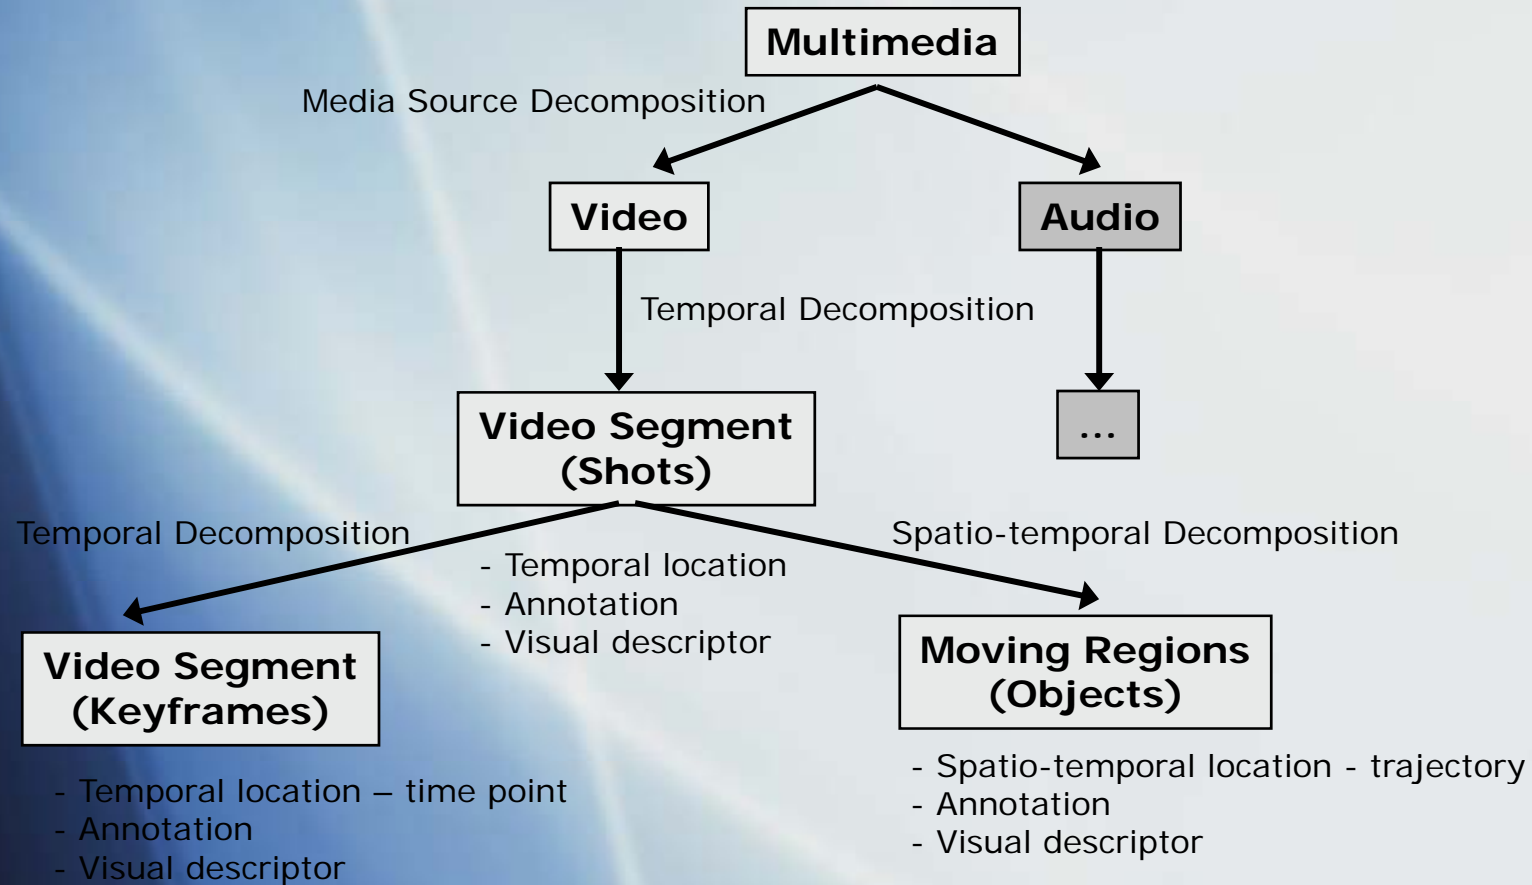 Multimedia
Media Source Decomposition
Video
Audio
Temporal Decomposition
Video Segment
(Shots)
...
Temporal Decomposition
Spatio-temporal Decomposition
- Temporal location
- Annotation
- Visual descriptor
Video Segment
(Keyframes)
Moving Regions
(Objects)
- Temporal location – time point
- Annotation
- Visual descriptor
- Spatio-temporal location - trajectory
- Annotation
- Visual descriptor